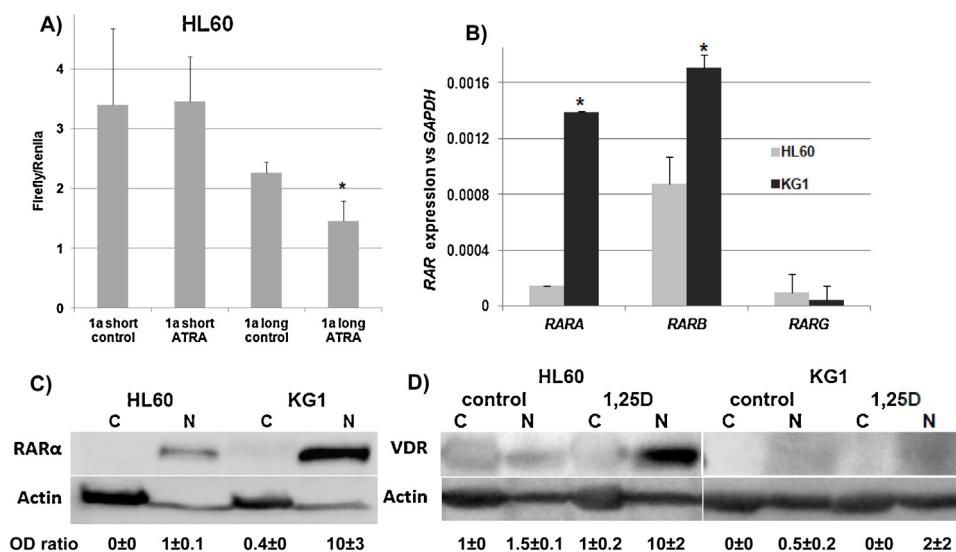 A)
HL60
Firefly/Renilla
4
3
2
1
0
1a short control
1a short ATRA
1a long control
1a long ATRA
*
B)
RAR expression vs GAPDH
0.0016
0.0012
0.0008
0.0004
0
*
*
HL60
KG1
RARA
RARB
RARG
C)
HL60 KG1
C N C N
RARα
Actin
OD ratio 0±0 1±0.1 0.4±0 10±3
D)
HL60 KG1
control 1,25D control 1,25D
C N C N C N C N
VDR
Actin
1±0 1.5±0.1 1±0.2 10±2 0±0 0.5±0.2 0±0 2±2